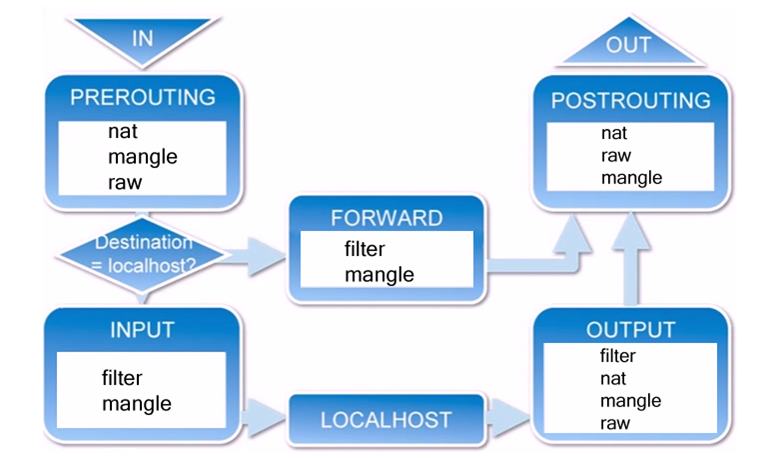 IN
OUT
PREROUTING
nat
mangle
raw
POSTROUTING
nat
raw
mangle
Destination
= localhost?
FORWARD
filter
mangle
INPUT
filter
mangle
LOCALHOST
OUTPUT
filter
nat
mangle
raw